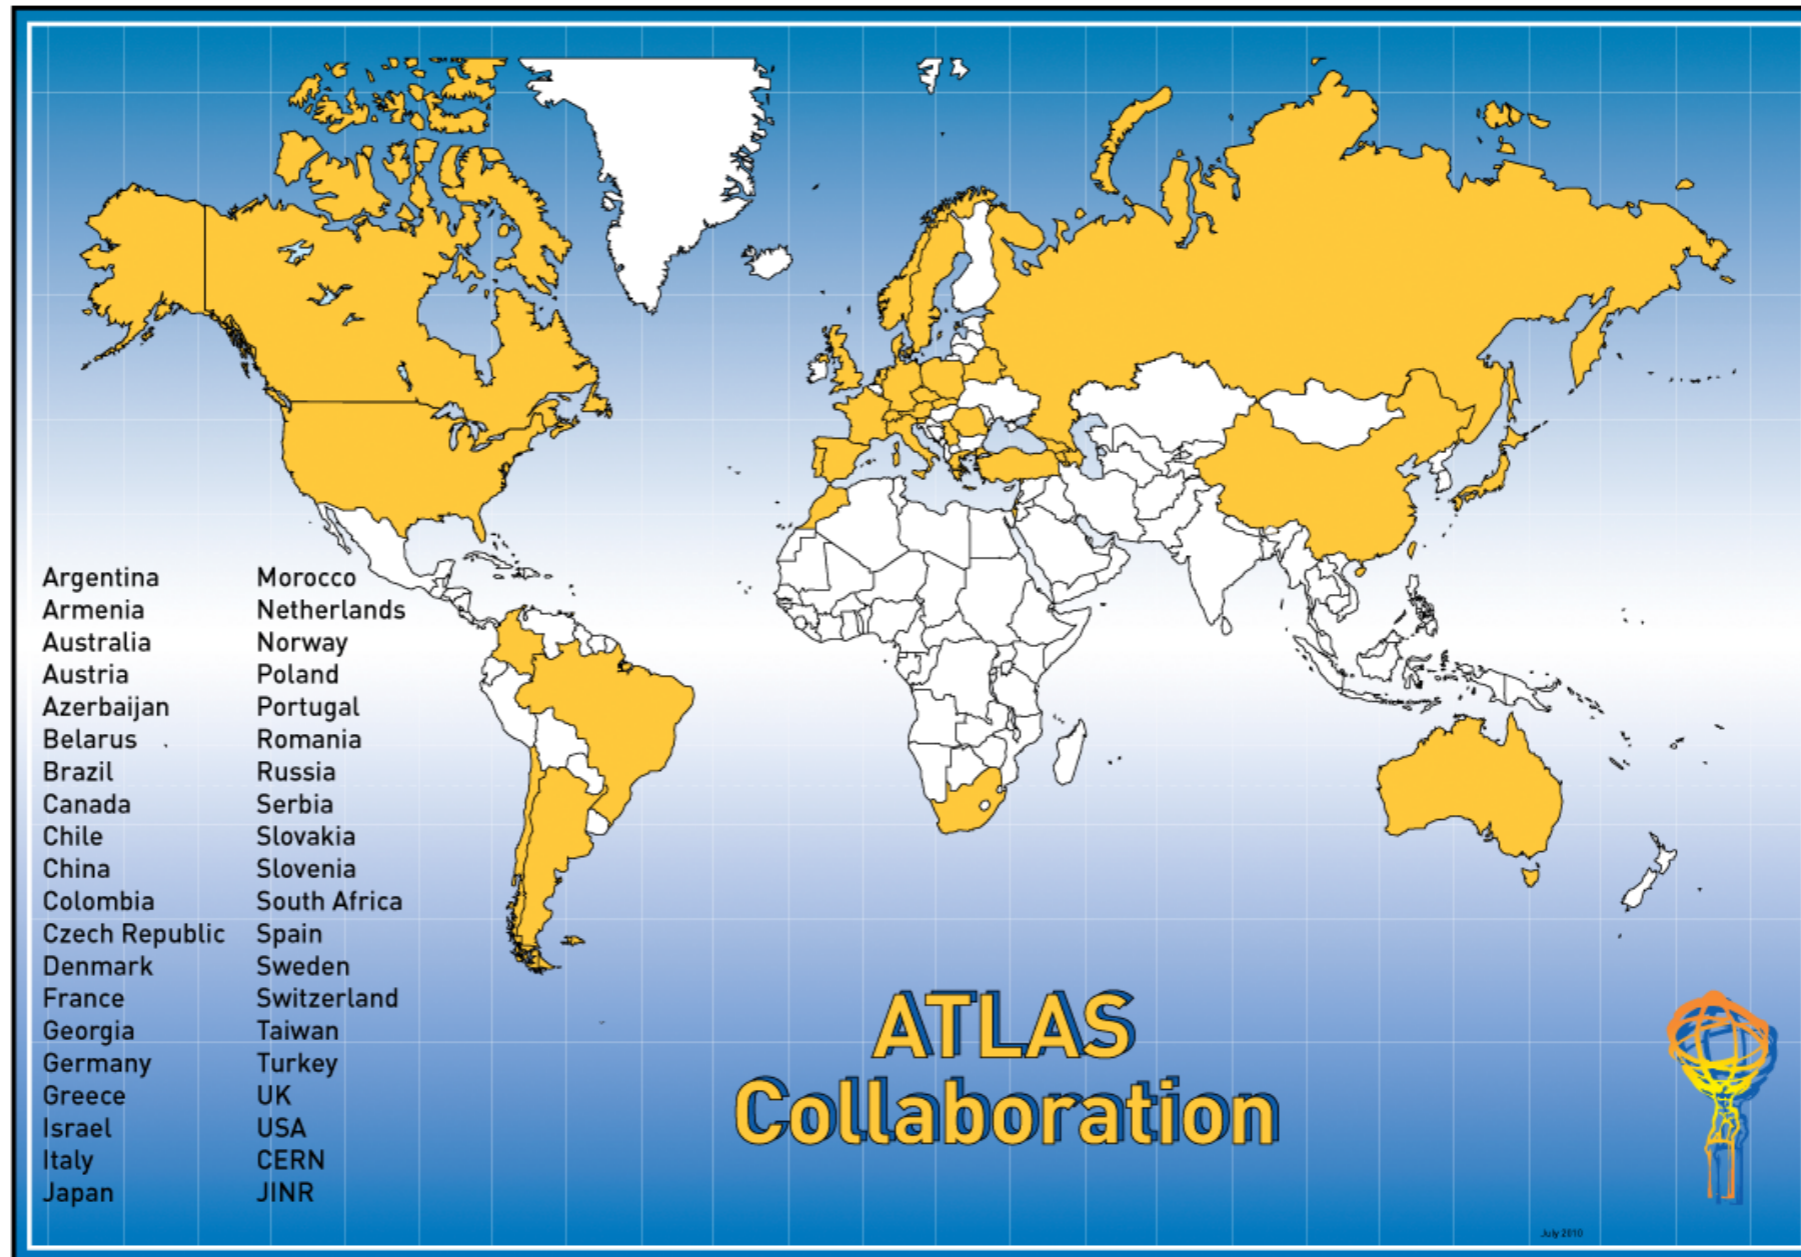 Argentina
Armenia
Australia
Austria
Azerbaijan
Belarus
Brazil
Canada
Chile
China
Colombia
Czech Republic
Denmark
France
Georgia
Germany
Greece
Israel
Italy
Japan
Morocco
Netherlands
Norway
Poland
Portugal
Romania
Russia
Serbia
Slovakia
Slovenia
South Africa
Spain
Sweden
Switzerland
Taiwan
Turkey
UK
USA
CERN
JINR
ATLAS
Collaboration
July 2010